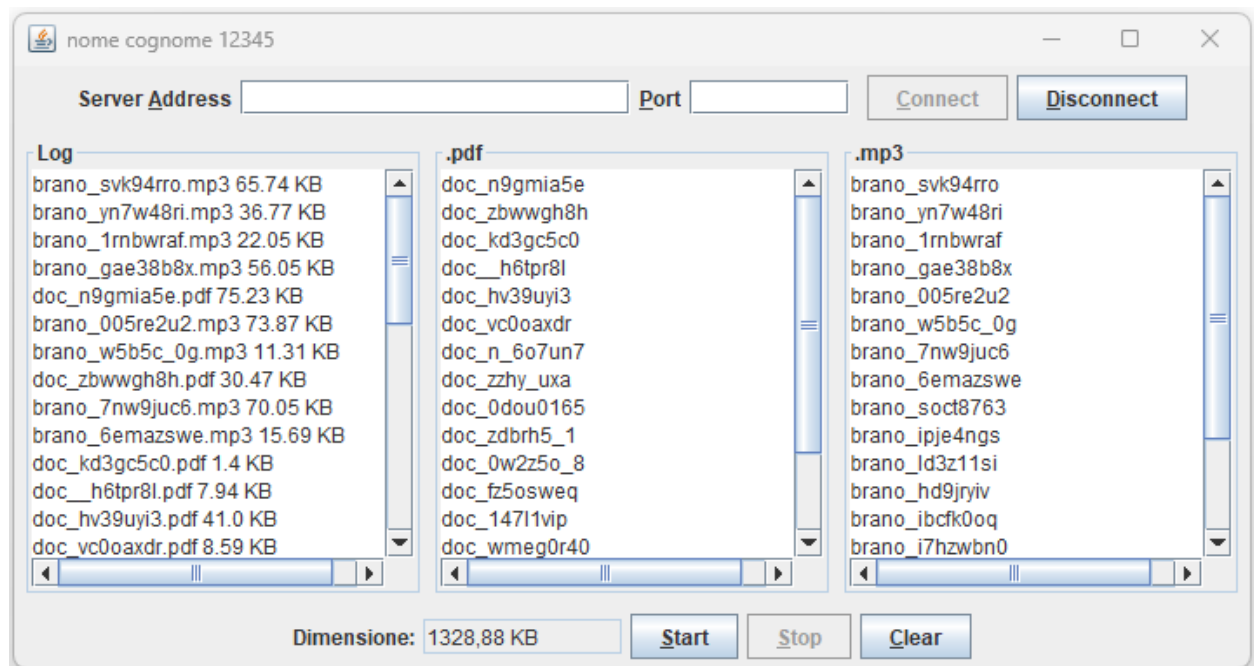 nome cognome 12345
Server Address Port Connect Disconnect
Log
brano_svk94rro.mp3 65.74 KB
brano_yn7w48ri.mp3 36.77 KB
brano_1rnbwraf.mp3 22.05 KB
brano_gae38b8x.mp3 56.05 KB
doc_n9gmia5e.pdf 75.23 KB
brano_005re2u2.mp3 73.87 KB
brano_w5b5c_0g.mp3 11.31 KB
doc_zbwwgh8h.pdf 30.47 KB
brano_7nw9juc6.mp3 70.05 KB
brano_6emazswe.mp3 15.69 KB
doc_kd3gc5c0.pdf 1.4 KB
doc__h6tpr8l.pdf 7.94 KB
doc_hv39uyi3.pdf 41.0 KB
doc_vc0oaxdr.pdf 8.59 KB
.pdf
doc_n9gmia5e
doc_zbwwgh8h
doc_kd3gc5c0
doc__h6tpr8l
doc_hv39uyi3
doc_vc0oaxdr
doc_n_6o7un7
doc_zzhy_uxa
doc_0dou0165
doc_zdbrh5_1
doc_0w2z5o_8
doc_fz5osweq
doc_147l1vip
doc_wmeg0r40
.mp3
brano_svk94rro
brano_yn7w48ri
brano_1rnbwraf
brano_gae38b8x
brano_005re2u2
brano_w5b5c_0g
brano_7nw9juc6
brano_6emazswe
brano_soct8763
brano_ipje4ngs
brano_ld3z11si
brano_hd9jryiv
brano_ibcfk0oq
brano_i7hzwbn0
Dimensione: 1328,88 KB Start Stop Clear